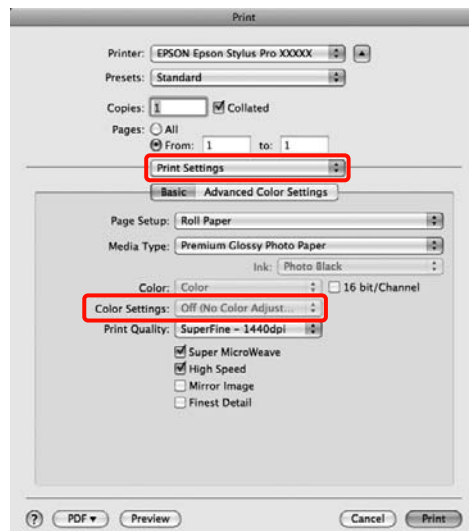 Print
Printer: EPSON Epson Stylus Pro XXXXX
Presets: Standard
Copies: 1 Collated
Pages: All
From: 1 to: 1
Print Settings
Basic Advanced Color Settings
Page Setup: Roll Paper
Media Type: Premium Glossy Photo Paper
Ink: Photo Black
Color: Color 16 bit/Channel
Color Settings: Off (No Color Adjust...
Print Quality: SuperFine - 1440dpi
Super MicroWeave
High Speed
Mirror Image
Finest Detail
? PDF Preview Cancel Print